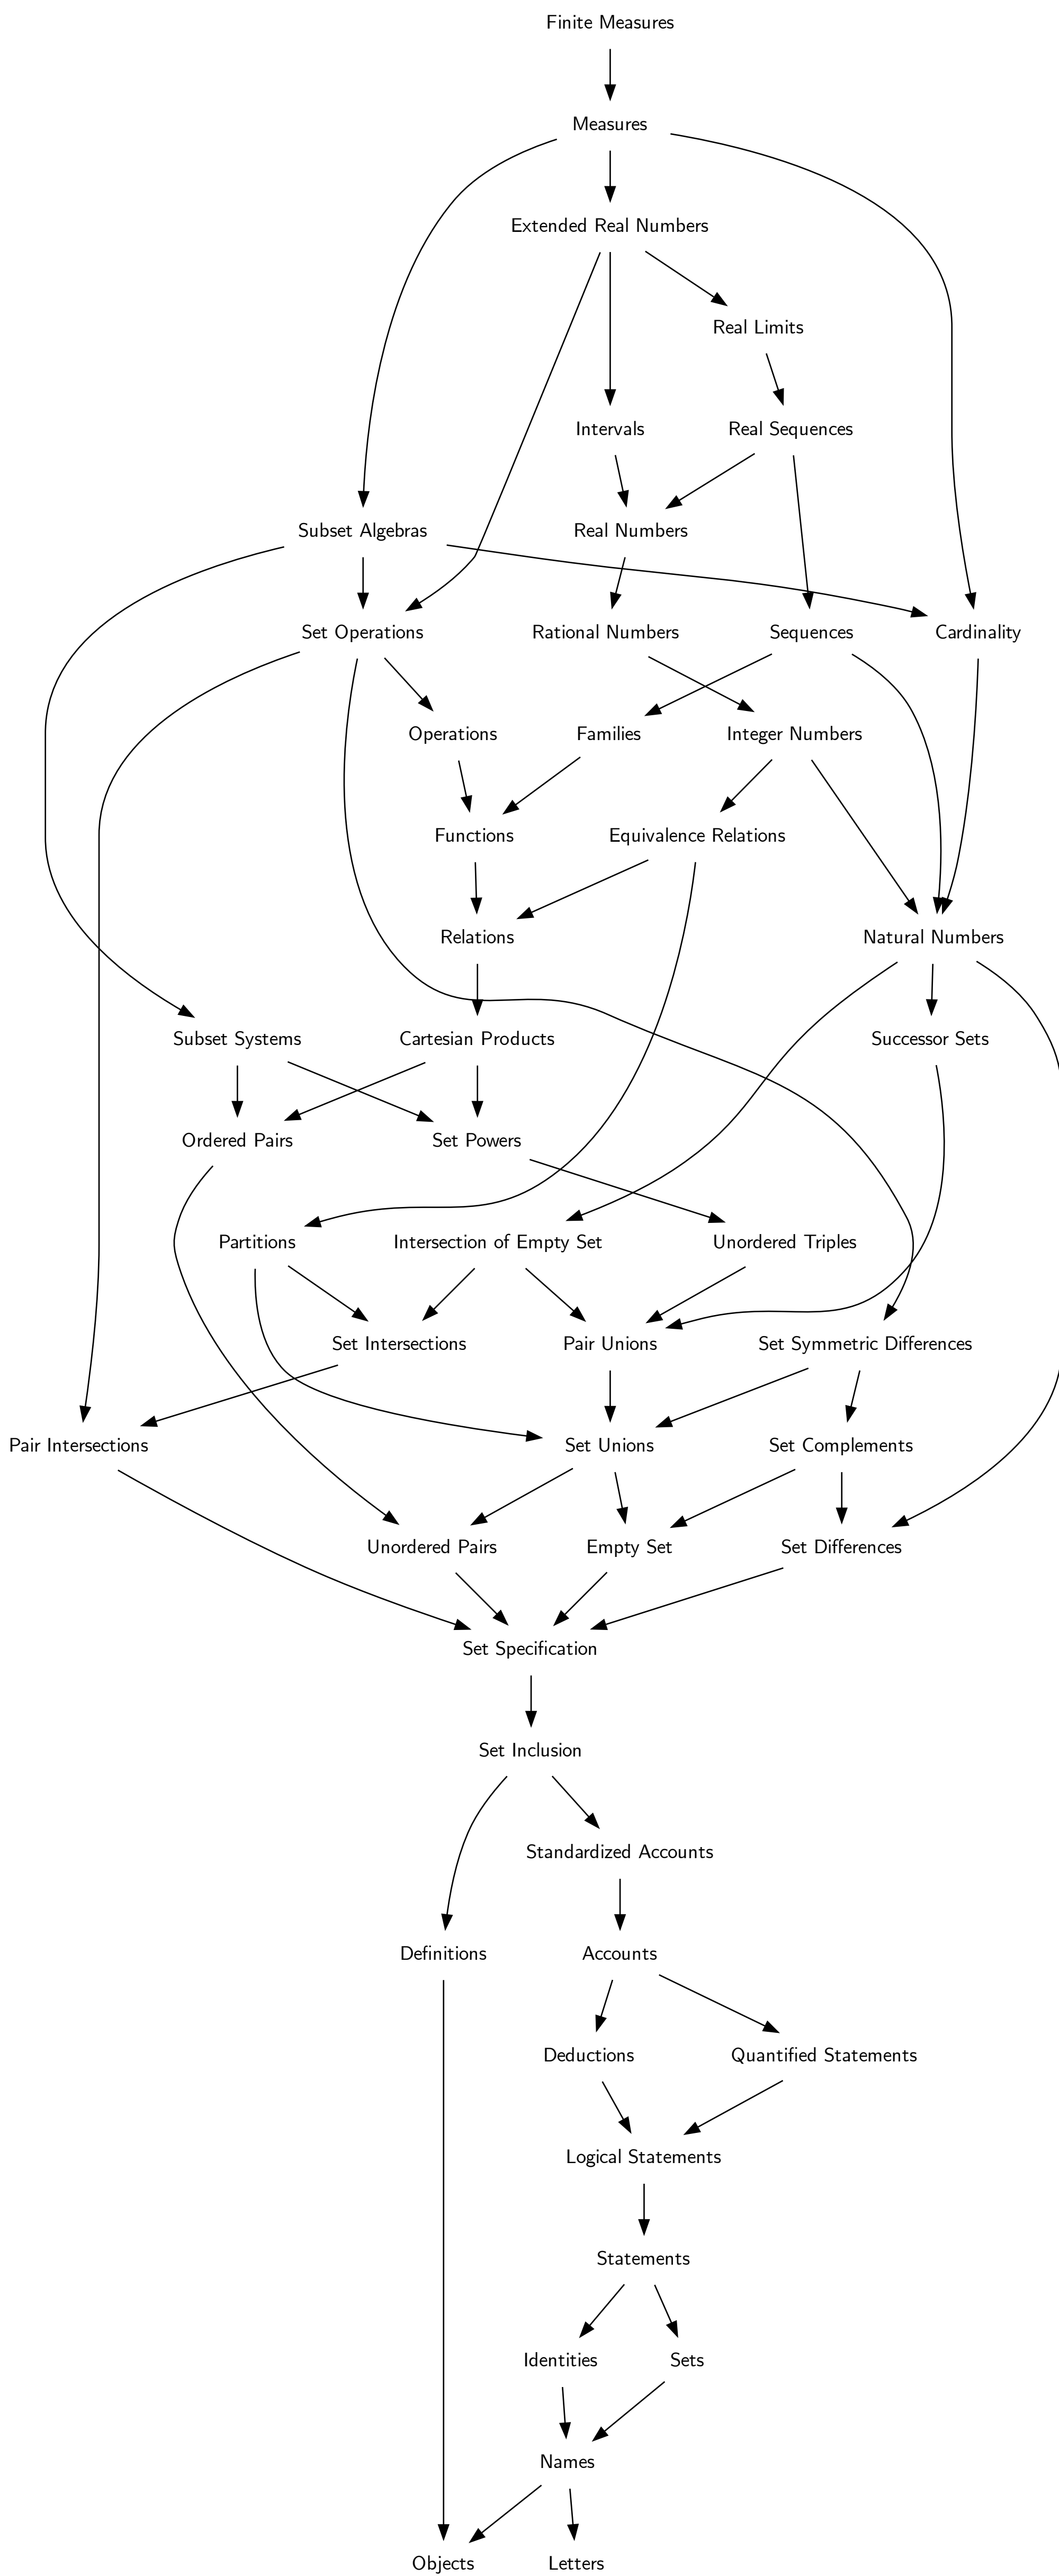 Finite Measures
Measures
Extended Real Numbers
Real Limits
Intervals
Real Sequences
Subset Algebras
Real Numbers
Set Operations
Rational Numbers
Sequences
Cardinality
Operations
Families
Integer Numbers
Functions
Equivalence Relations
Relations
Natural Numbers
Subset Systems
Cartesian Products
Successor Sets
Ordered Pairs
Set Powers
Partitions
Intersection of Empty Set
Unordered Triples
Set Intersections
Pair Unions
Set Symmetric Differences
Pair Intersections
Set Unions
Set Complements
Unordered Pairs
Empty Set
Set Differences
Set Specification
Set Inclusion
Standardized Accounts
Definitions
Accounts
Deductions
Quantified Statements
Logical Statements
Statements
Identities
Sets
Names
Objects
Letters